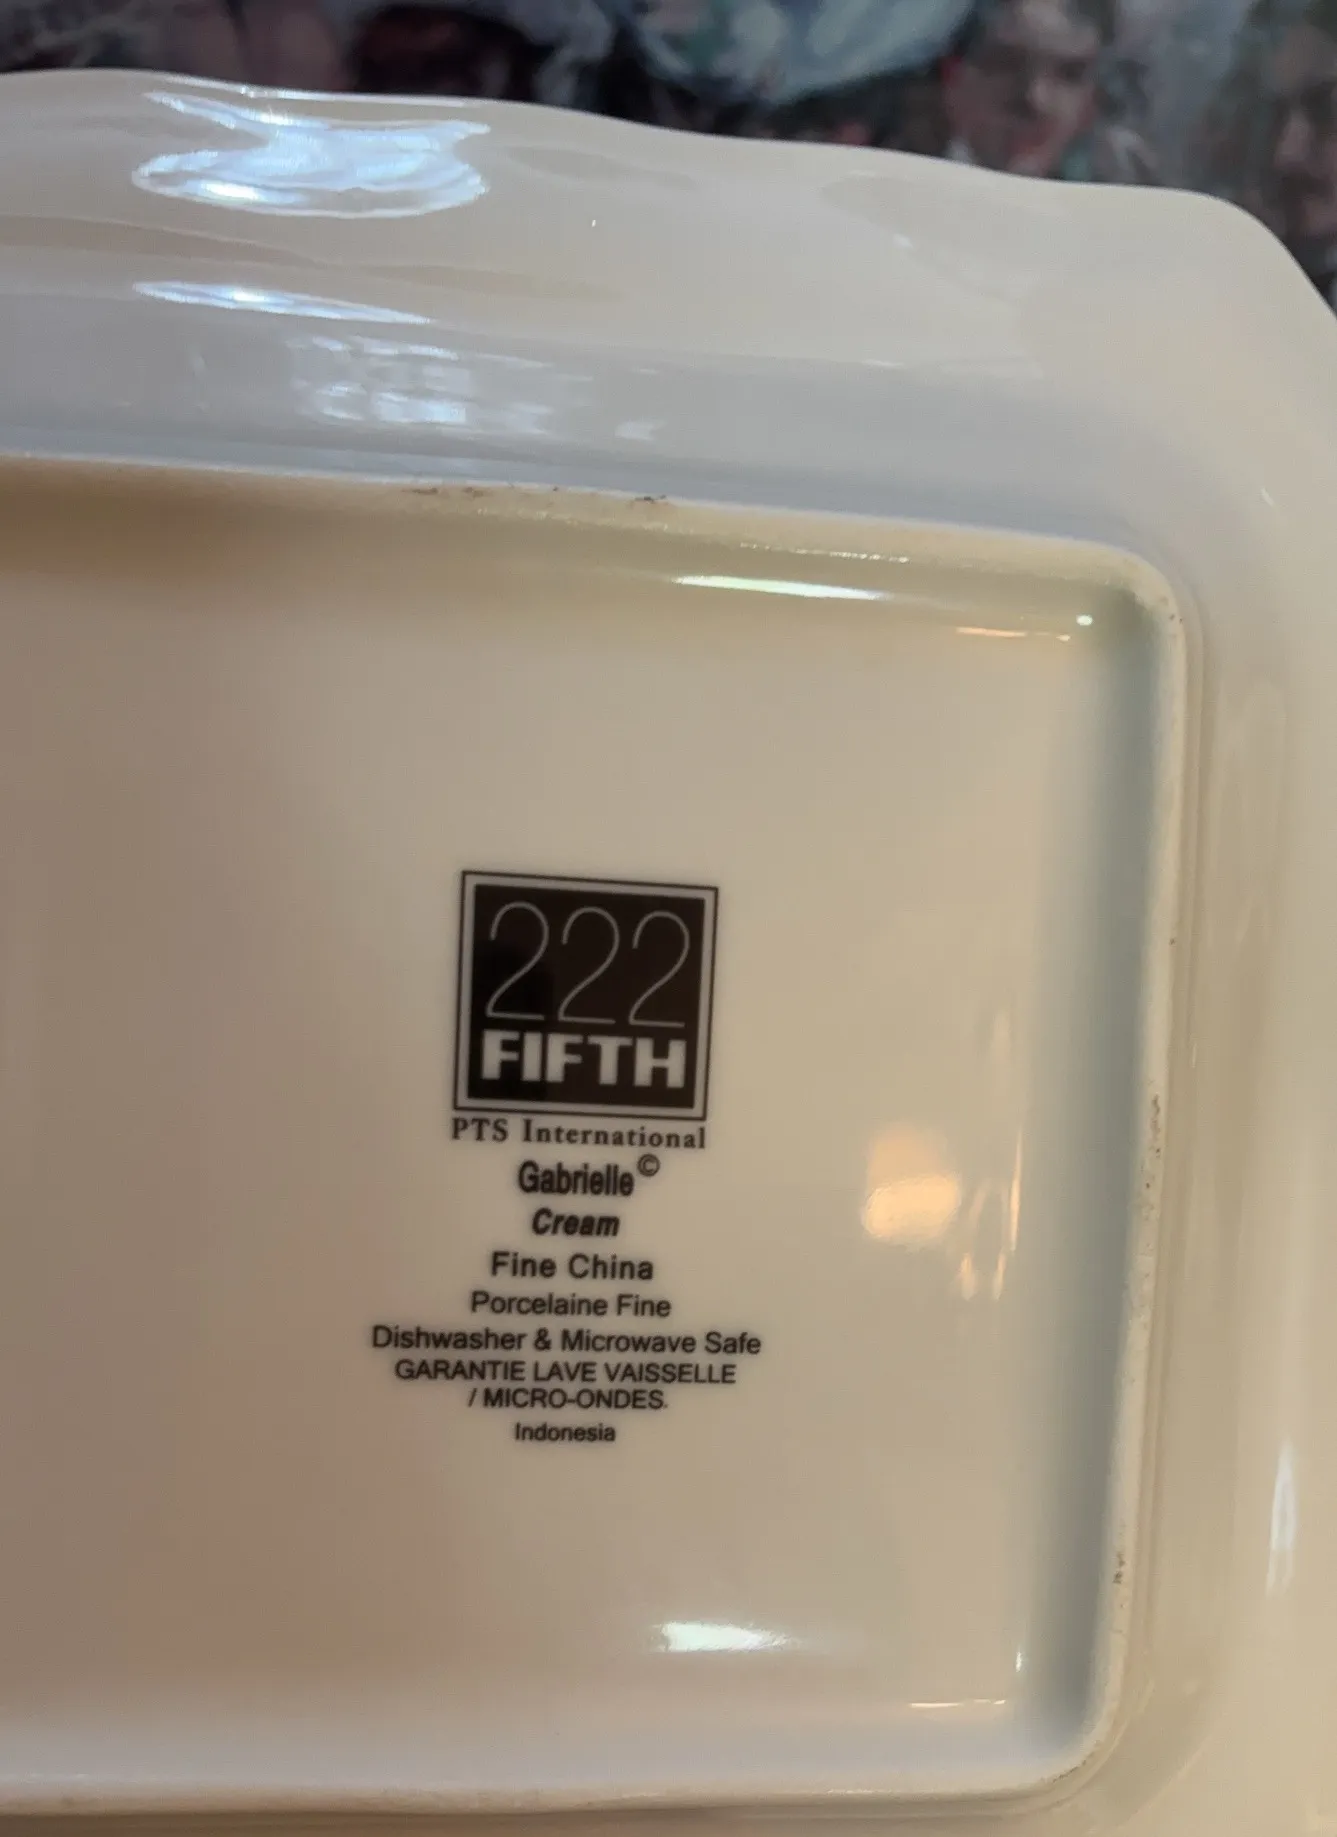 222
FIFTH
PTS International
Gabrielle©
Cream
Fine China
Porcelaine Fine
Dishwasher & Microwave Safe
GARANTIE LAVE VAISSELLE
/ MICRO-ONDES.
Indonesia